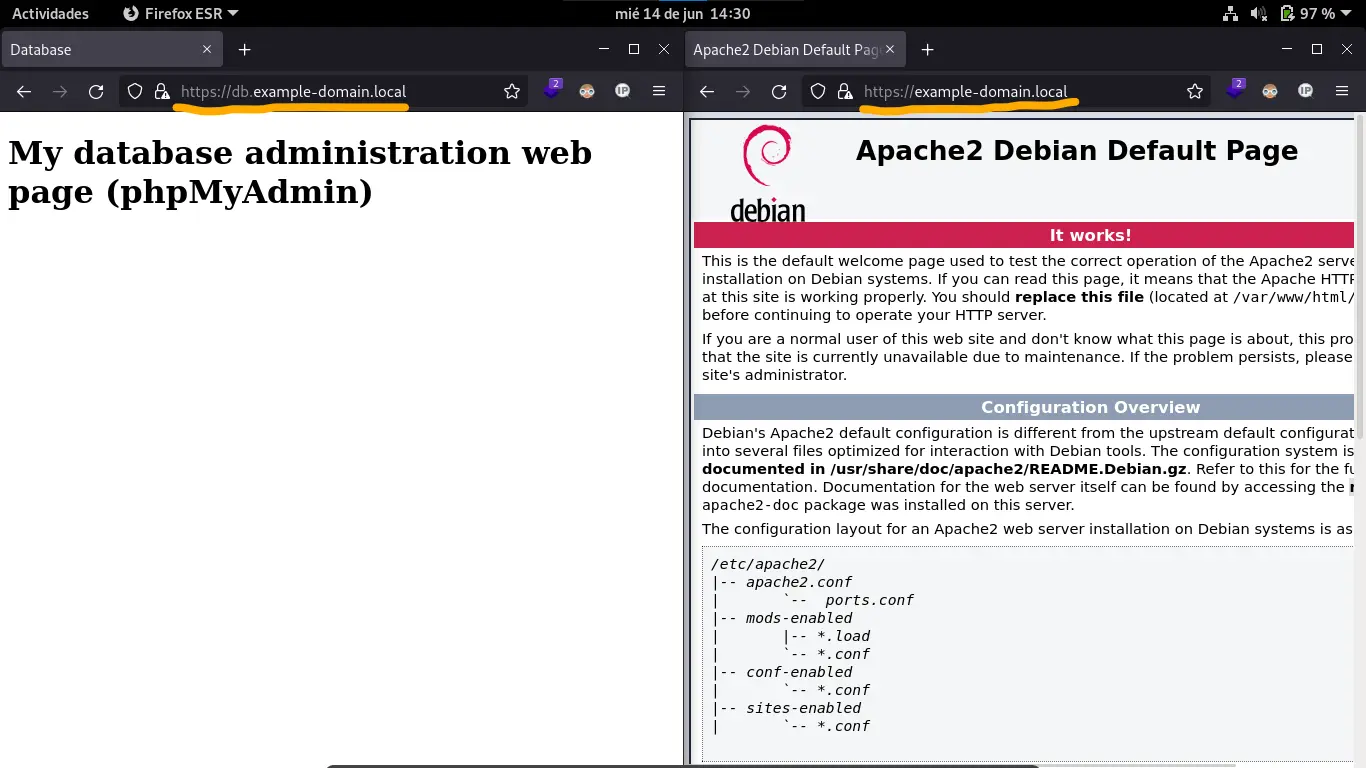 Actividades Firefox ESR mié 14 de jun 14:30 97 %
Database
https://db.example-domain.local 2 IP
My database administration web
page (phpMyAdmin)
Apache2 Debian Default Pag
https://example-domain.local 2 IP
debian
Apache2 Debian Default Page
It works!
This is the default welcome page used to test the correct operation of the Apache2 serve
installation on Debian systems. If you can read this page, it means that the Apache HTTP
at this site is working properly. You should replace this file (located at /var/www/html/
before continuing to operate your HTTP server.
If you are a normal user of this web site and don't know what this page is about, this pro
that the site is currently unavailable due to maintenance. If the problem persists, please
site's administrator.
Configuration Overview
Debian's Apache2 default configuration is different from the upstream default configurat
into several files optimized for interaction with Debian tools. The configuration system is
documented in /usr/share/doc/apache2/README.Debian.gz. Refer to this for the fu
documentation. Documentation for the web server itself can be found by accessing the
apache2-doc package was installed on this server.
The configuration layout for an Apache2 web server installation on Debian systems is as
/etc/apache2/
|-- apache2.conf
|       `--  ports.conf
|-- mods-enabled
|       |-- *.load
|       `-- *.conf
|-- conf-enabled
|       `-- *.conf
|-- sites-enabled
|       `-- *.conf